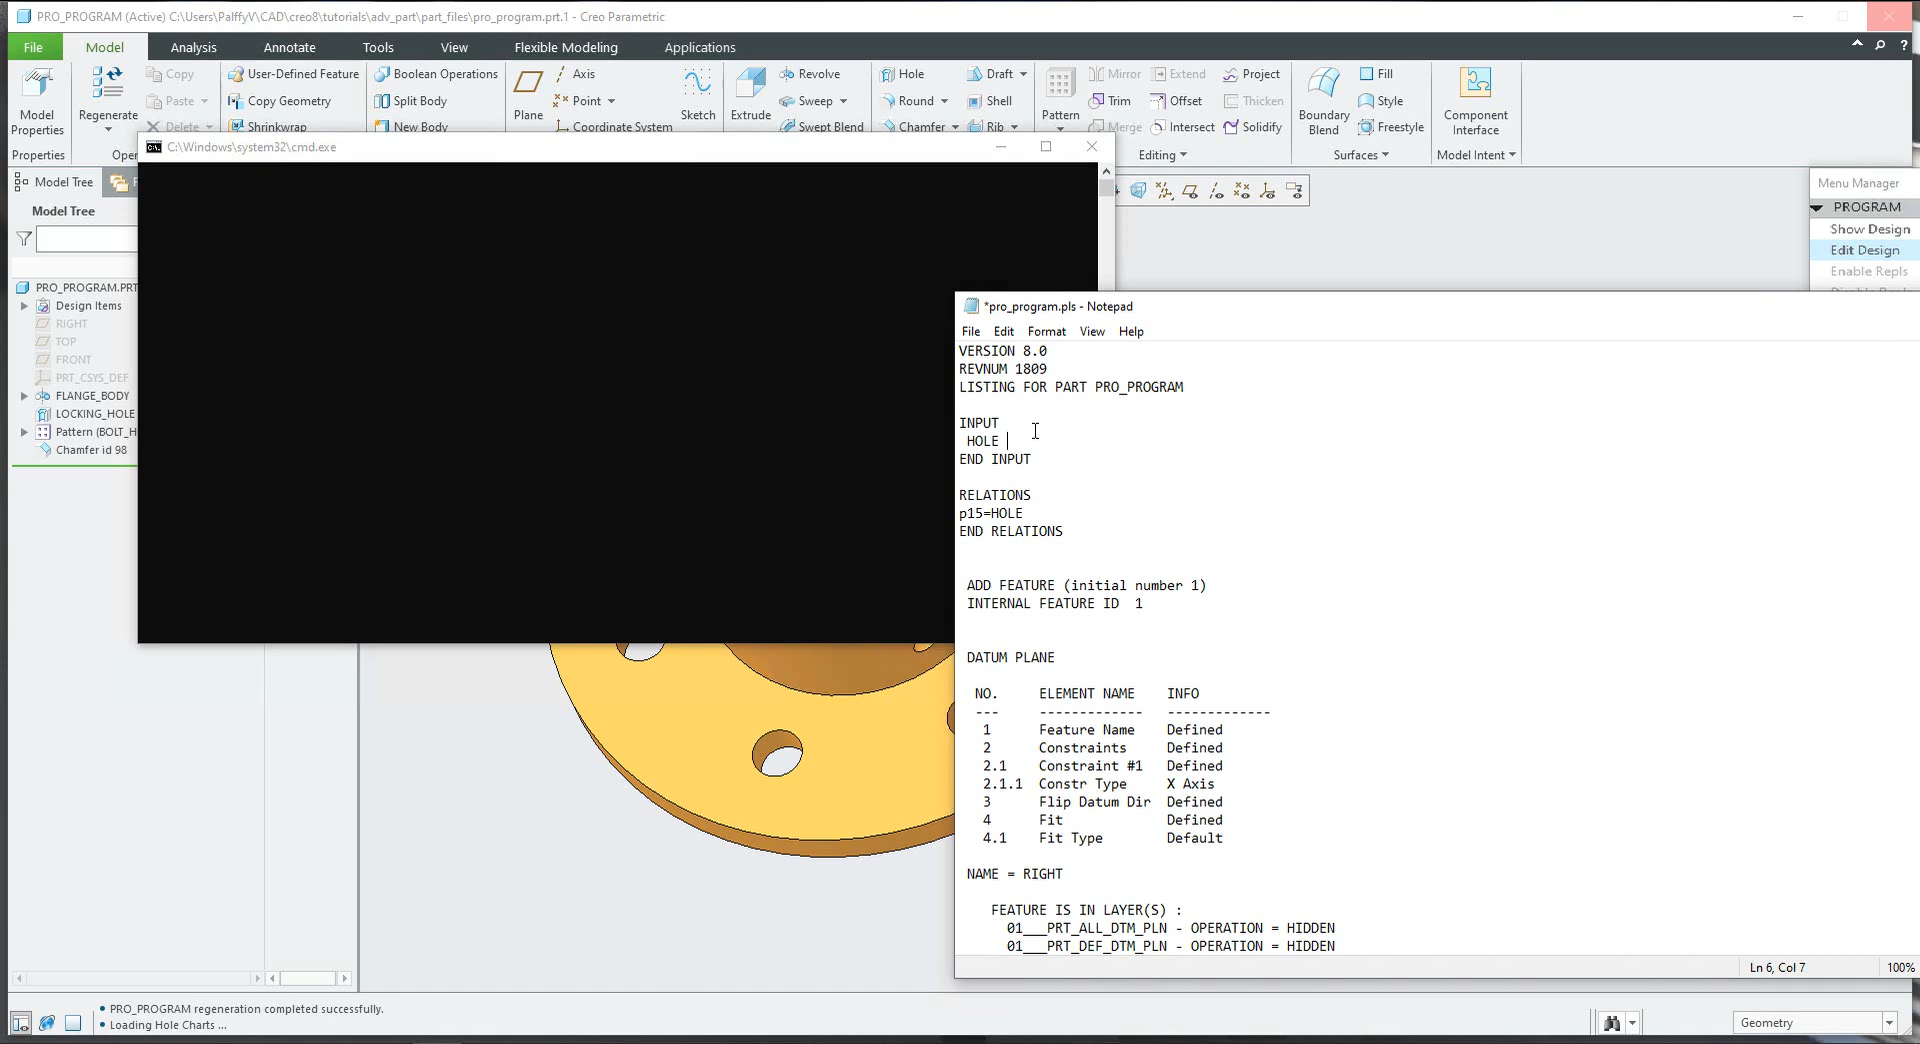 PRO_PROGRAM (Active) C:\Users\PalffyV\CAD\creo8\tutorials\adv_part\part_files\pro_program.prt.1 - Creo Parametric
File Model Analysis Annotate Tools View Flexible Modeling Applications
Model Properties
Properties
Regenerate
Copy
Paste
Delete
User-Defined Feature
Copy Geometry
Shrinkwrap
Boolean Operations
Split Body
New Body
Plane
Axis
Point
Coordinate System
Sketch
Extrude
Revolve
Sweep
Swept Blend
Hole
Round
Chamfer
Draft
Shell
Rib
Pattern
Mirror
Trim
Merge
Extend
Offset
Intersect
Project
Thicken
Solidify
Editing
Boundary Blend
Fill
Style
Freestyle
Surfaces
Component Interface
Model Intent
C:\Windows\system32\cmd.exe
Model Tree
Model Tree
PRO_PROGRAM.PRT
Design Items
RIGHT
TOP
FRONT
PRT_CSYS_DEF
FLANGE_BODY
LOCKING_HOLE
Pattern (BOLT_H
Chamfer id 98
Menu Manager
PROGRAM
Show Design
Edit Design
Enable Repls
*pro_program.pls - Notepad
File Edit Format View Help
VERSION 8.0
REVNUM 1809
LISTING FOR PART PRO_PROGRAM
INPUT
HOLE
END INPUT
RELATIONS
p15=HOLE
END RELATIONS
ADD FEATURE (initial number 1)
INTERNAL FEATURE ID 1
DATUM PLANE
NO. ELEMENT NAME INFO
--- ------------- -------------
1 Feature Name Defined
2 Constraints Defined
2.1 Constraint #1 Defined
2.1.1 Constr Type X Axis
3 Flip Datum Dir Defined
4 Fit Defined
4.1 Fit Type Default
NAME = RIGHT
FEATURE IS IN LAYER(S) :
01___PRT_ALL_DTM_PLN - OPERATION = HIDDEN
01___PRT_DEF_DTM_PLN - OPERATION = HIDDEN
Ln 6, Col 7 100%
• PRO_PROGRAM regeneration completed successfully.
• Loading Hole Charts ...
Geometry